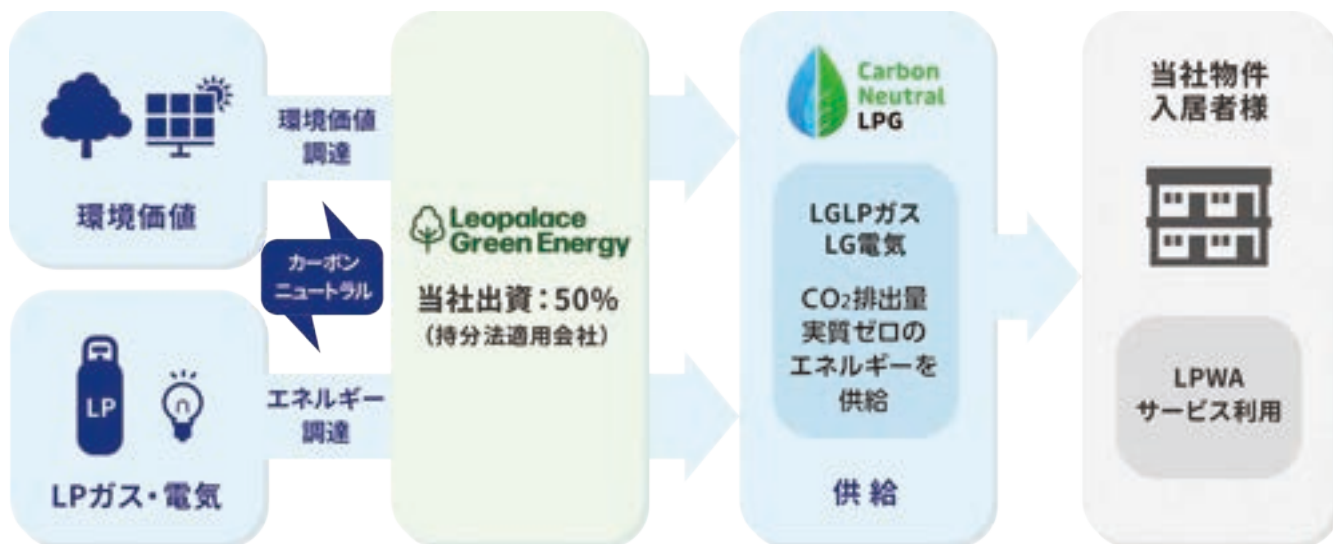 環境価値
環境価値
調達
カーボン
ニュートラル
LP
LPガス・電気
エネルギー
調達
Leopalace
Green Energy
当社出資：50%
（持分法適用会社）
Carbon
Neutral
LPG
LGLPガス
LG電気
CO₂排出量
実質ゼロの
エネルギーを
供給
供給
当社物件
入居者様
LPWA
サービス利用